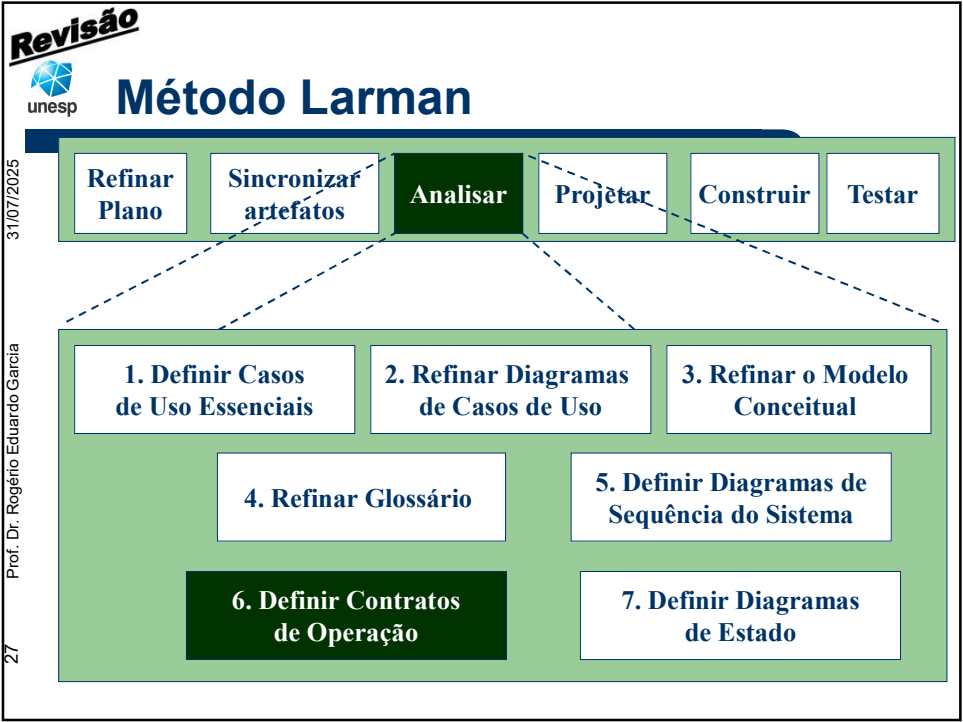 Revisão
unesp
Método Larman
31/07/2025
Refinar
Plano
Sincronizar
artefatos
Analisar
Projetar
Construir
Testar
Prof. Dr. Rogério Eduardo Garcia
1. Definir Casos
de Uso Essenciais
2. Refinar Diagramas
de Casos de Uso
3. Refinar o Modelo
Conceitual
4. Refinar Glossário
5. Definir Diagramas de
Sequência do Sistema
6. Definir Contratos
de Operação
7. Definir Diagramas
de Estado
27